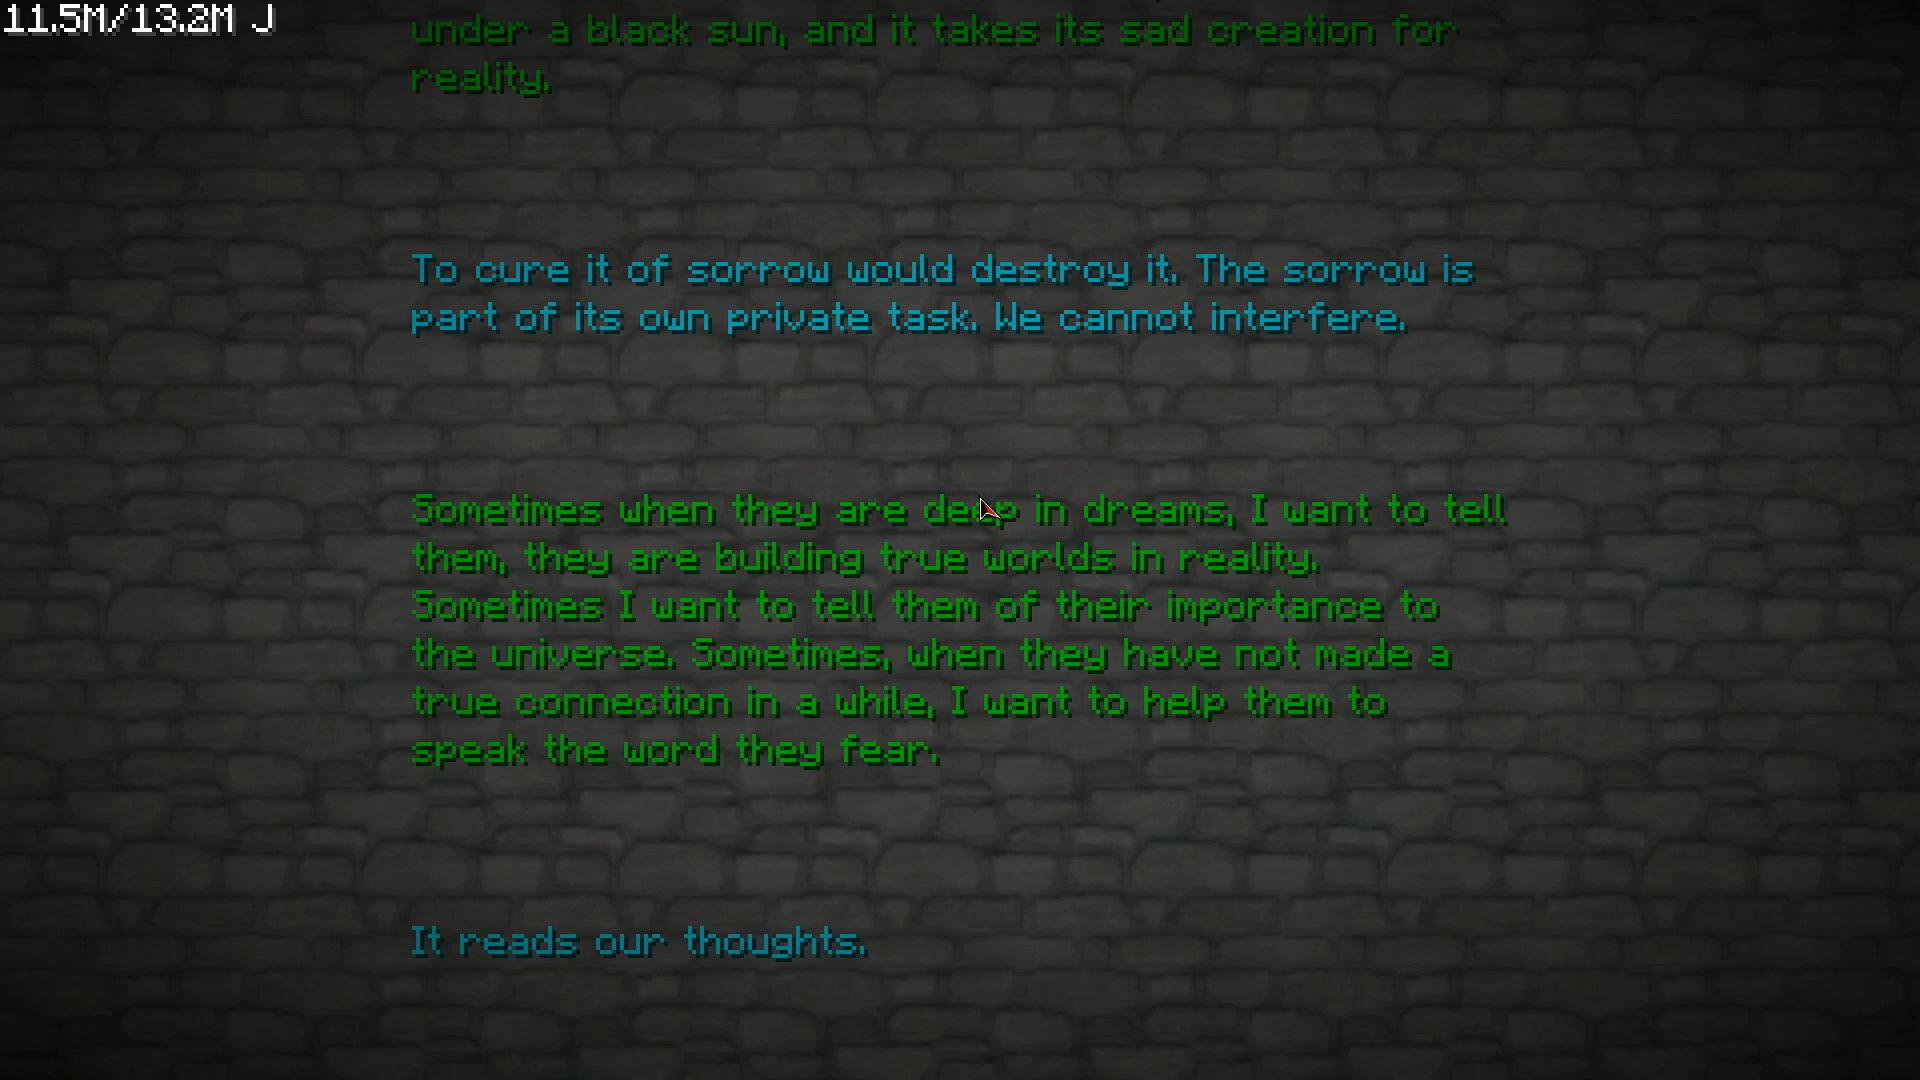 11.5M/13.2M J
under a black sun, and it takes its sad creation for
reality.
To cure it of sorrow would destroy it. The sorrow is
part of its own private task. We cannot interfere.
Sometimes when they are deep in dreams, I want to tell
them, they are building true worlds in reality.
Sometimes I want to tell them of their importance to
the universe. Sometimes, when they have not made a
true connection in a while, I want to help them to
speak the word they fear.
It reads our thoughts.